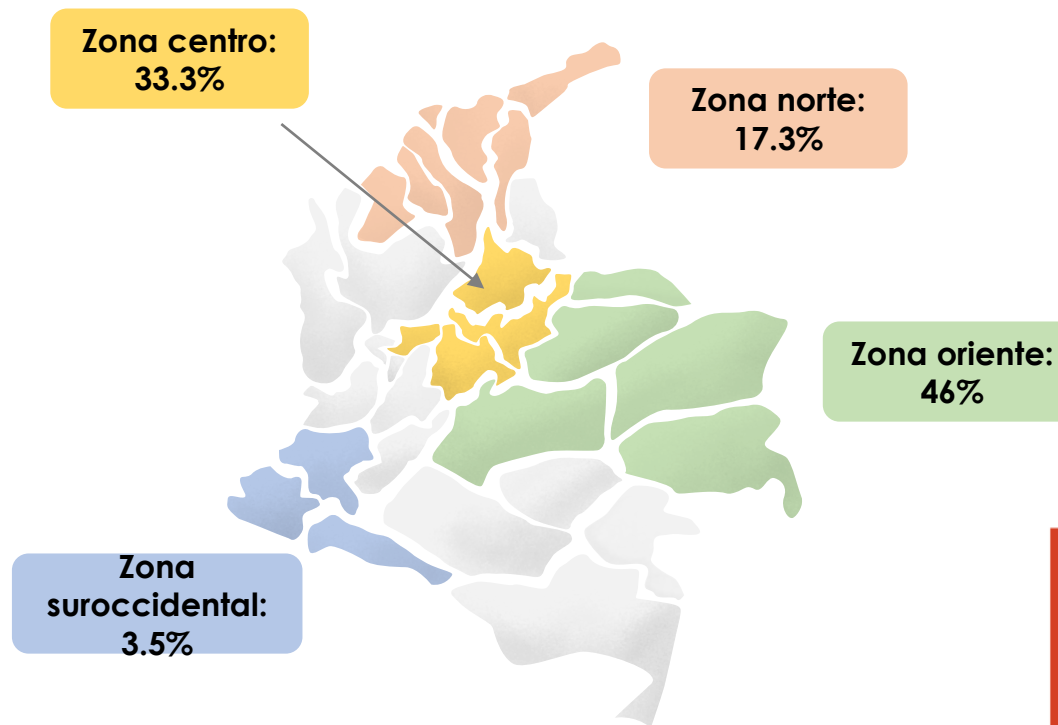 Zona centro:
33.3%
Zona norte:
17.3%
Zona oriente:
46%
Zona
suroccidental:
3.5%